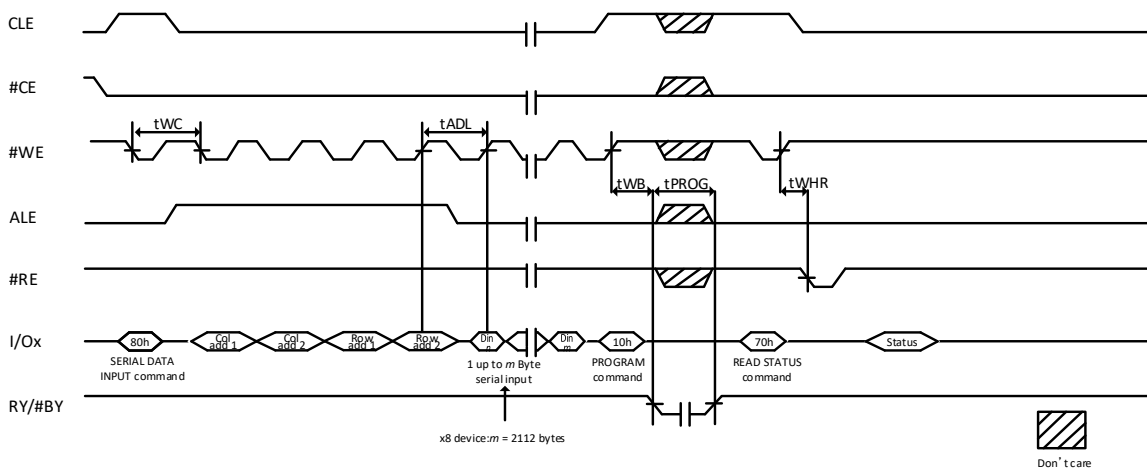 CLE
#CE
tWC
tADL
#WE
tWB
tPROG
tWHR
ALE
#RE
I/Ox
80h
Col
add 1
Col
add 2
Row
add 1
Row
add 2
Din
n
Din
m
10h
70h
Status
SERIAL DATA
INPUT command
1 up to m Byte
serial input
PROGRAM
command
READ STATUS
command
RY/#BY
x8 device:m = 2112 bytes
Don't care